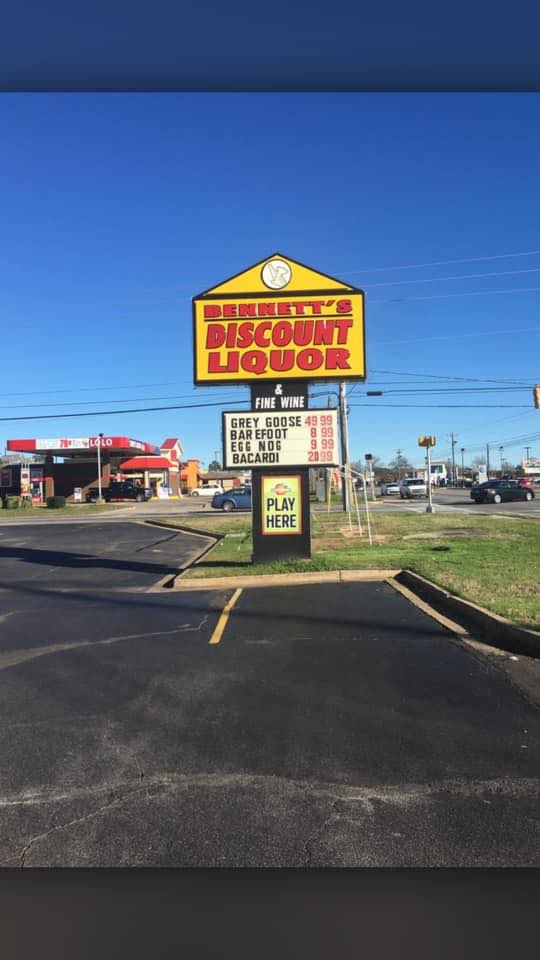 BENNETT'S
DISCOUNT
LIQUOR
&
FINE WINE
GREY GOOSE 49 99
BAREFOOT 8 99
EGG NOG 9 99
BACARDI 20 99
PLAY
HERE
LOLO